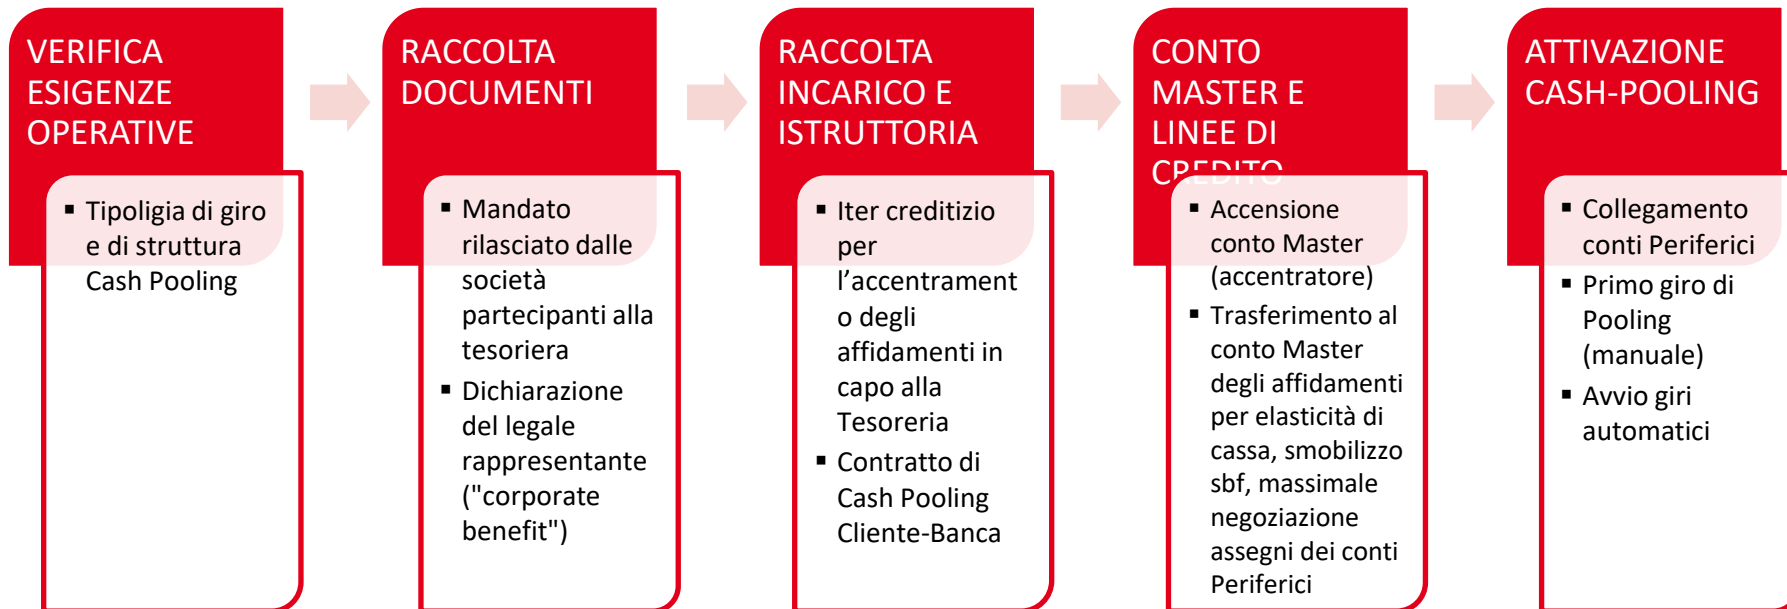 VERIFICA
ESIGENZE
OPERATIVE
▪ Tipoligia di giro
e di struttura
Cash Pooling
RACCOLTA
DOCUMENTI
▪ Mandato
rilasciato dalle
società
partecipanti alla
tesoriera
▪ Dichiarazione
del legale
rappresentante
("corporate
benefit")
RACCOLTA
INCARICO E
ISTRUTTORIA
▪ Iter creditizio
per
l’accentrament
o degli
affidamenti in
capo alla
Tesoreria
▪ Contratto di
Cash Pooling
Cliente-Banca
CONTO
MASTER E
LINEE DI
CREDITO
▪ Accensione
conto Master
(accentratore)
▪ Trasferimento al
conto Master
degli affidamenti
per elasticità di
cassa, smobilizzo
sbf, massimale
negoziazione
assegni dei conti
Periferici
ATTIVAZIONE
CASH-POOLING
▪ Collegamento
conti Periferici
▪ Primo giro di
Pooling
(manuale)
▪ Avvio giri
automatici